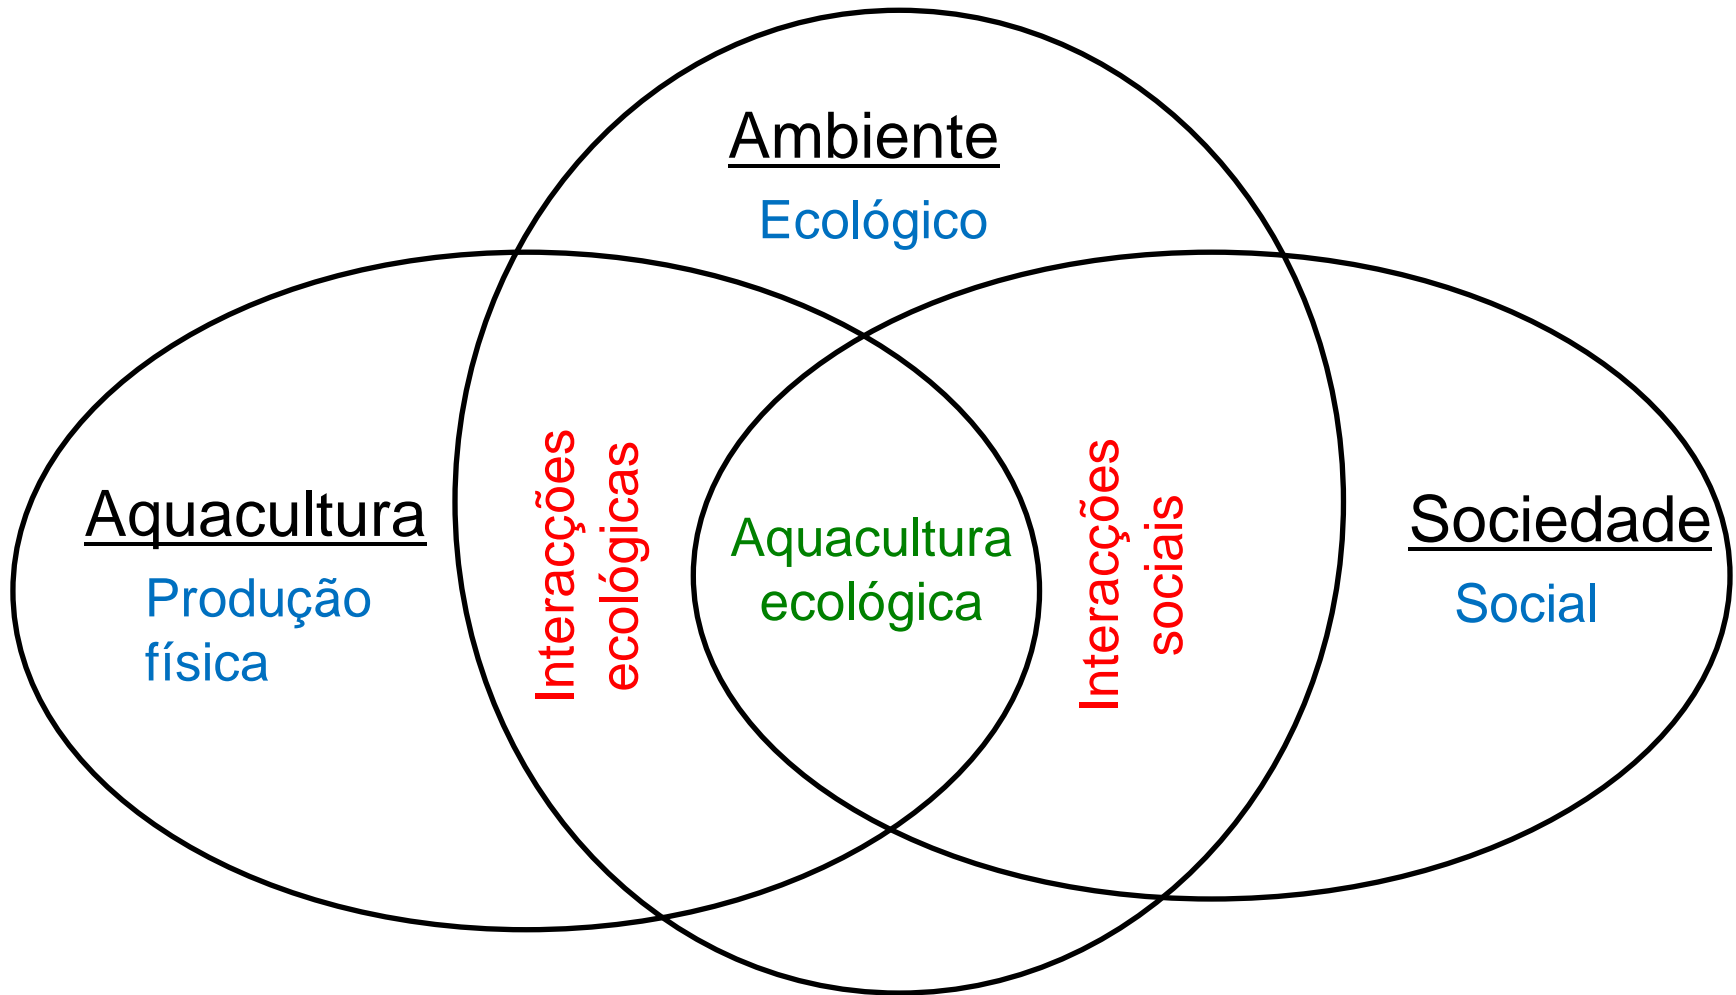 Ambiente
Ecológico
Aquacultura
Produção
física
Interacções
ecológicas
Aquacultura
ecológica
Interacções
sociais
Sociedade
Social